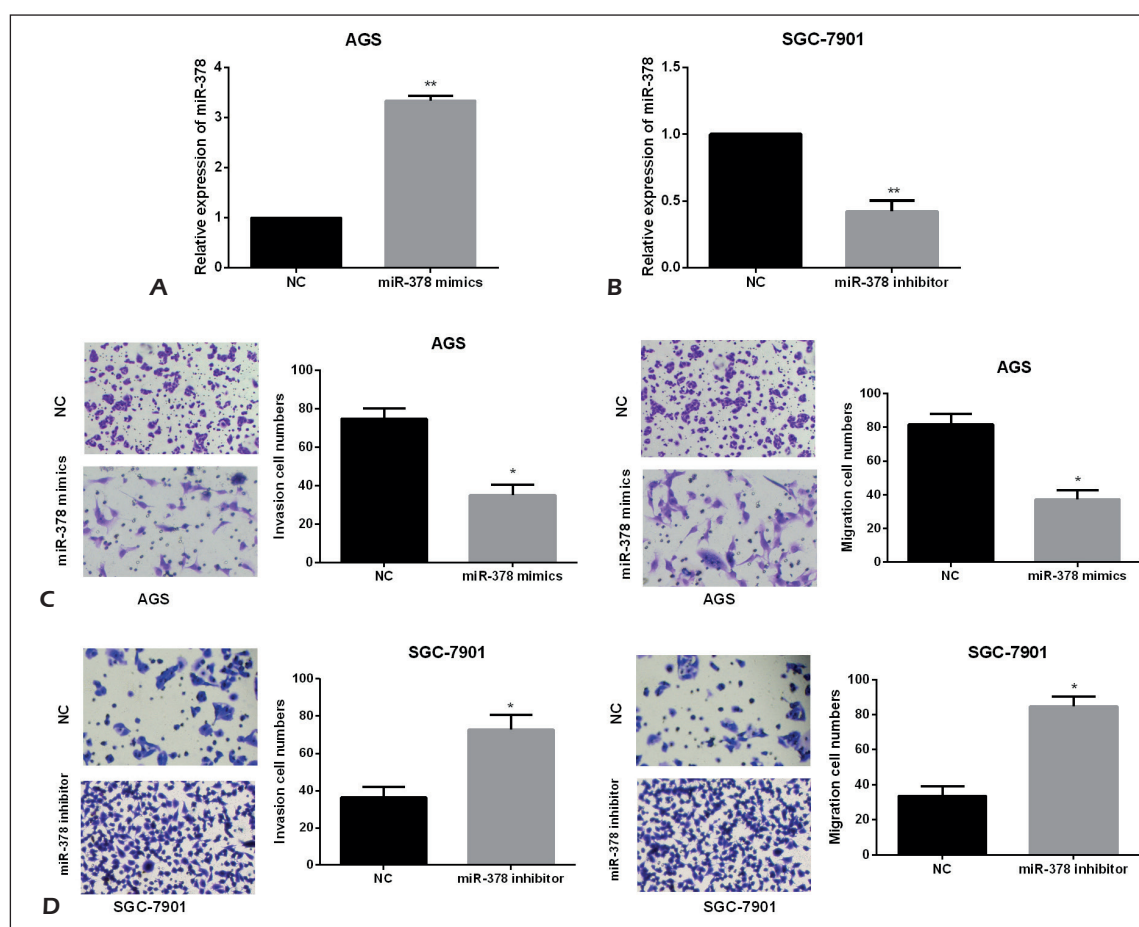 AGS
Relative expression of miR-378
4
3
2
1
0
**
NC
miR-378 mimics
A
SGC-7901
Relative expression of miR-378
1.5
1.0
0.5
0.0
**
NC
miR-378 inhibitor
B
NC
miR-378 mimics
AGS
AGS
Invasion cell numbers
100
80
60
40
20
0
*
NC
miR-378 mimics
NC
miR-378 mimics
AGS
AGS
Migration cell numbers
100
80
60
40
20
0
*
NC
miR-378 mimics
C
NC
miR-378 inhibitor
SGC-7901
SGC-7901
Invasion cell numbers
100
80
60
40
20
0
*
NC
miR-378 inhibitor
NC
miR-378 inhibitor
SGC-7901
SGC-7901
Migration cell numbers
100
80
60
40
20
0
*
NC
miR-378 inhibitor
D